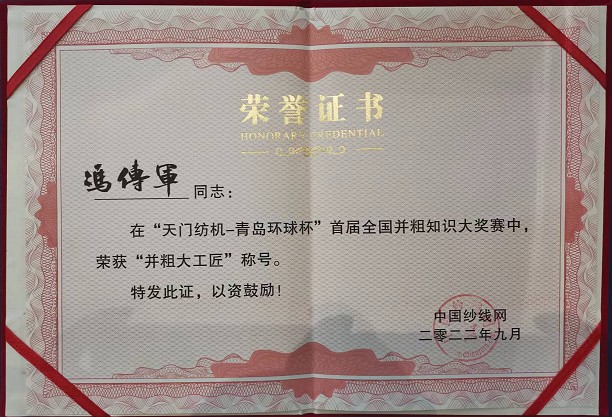 荣誉证书
HONORARY CREDENTIAL
馮傳軍 同志：
在“天门纺机-青岛环球杯”首届全国并粗知识大奖赛中，
荣获“并粗大工匠”称号。
特发此证，以资鼓励！
中国纱线网
二零二二年九月